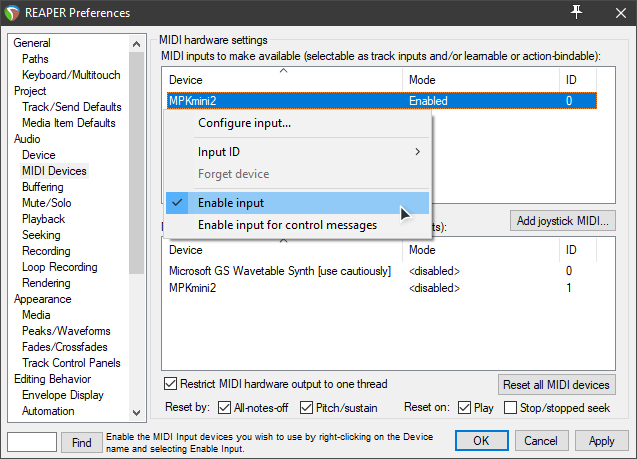 REAPER Preferences
General
Paths
Keyboard/Multitouch
Project
Track/Send Defaults
Media Item Defaults
Audio
Device
MIDI Devices
Buffering
Mute/Solo
Playback
Seeking
Recording
Loop Recording
Rendering
Appearance
Media
Peaks/Waveforms
Fades/Crossfades
Track Control Panels
Editing Behavior
Envelope Display
Automation
MIDI hardware settings
MIDI inputs to make available (selectable as track inputs and/or learnable or action-bindable):
Device Mode ID
MPKmini2 Enabled 0
Configure input...
Input ID
Forget device
Enable input
Enable input for control messages
ts):
Add joystick MIDI...
Device Mode ID
Microsoft GS Wavetable Synth [use cautiously] <disabled> 0
MPKmini2 <disabled> 1
Restrict MIDI hardware output to one thread
Reset all MIDI devices
Reset by: All-notes-off Pitch/sustain Reset on: Play Stop/stopped seek
Find
Enable the MIDI Input devices you wish to use by right-clicking on the Device
name and selecting Enable Input.
OK Cancel Apply